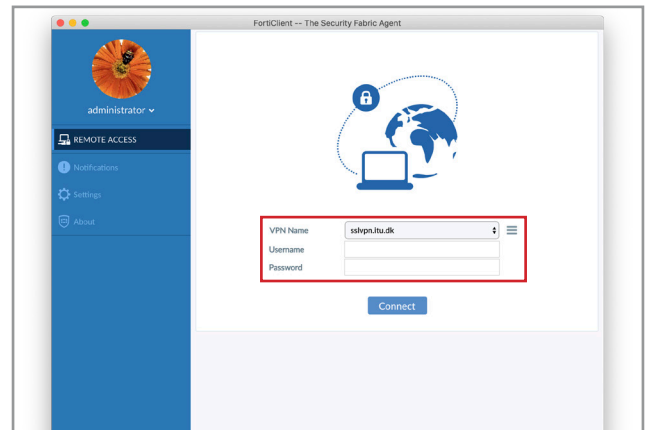 FortiClient -- The Security Fabric Agent
administrator
REMOTE ACCESS
Notifications
Settings
About
VPN Name
sslvpn.itu.dk
Username
Password
Connect